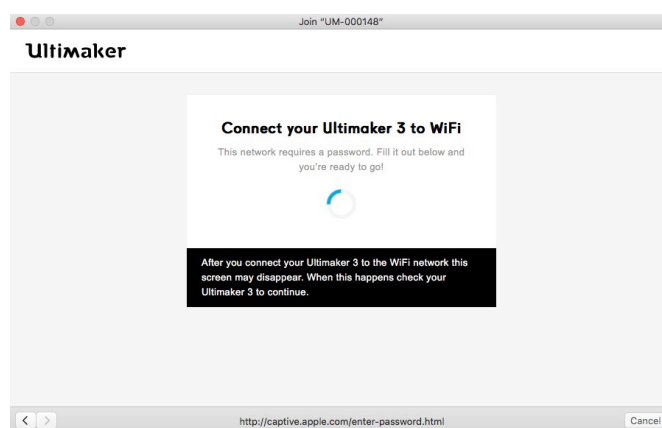 Join "UM-000148"
Ultimaker
Connect your Ultimaker 3 to WiFi
This network requires a password. Fill it out below and
you're ready to go!
After you connect your Ultimaker 3 to the WiFi network this
screen may disappear. When this happens check your
Ultimaker 3 to continue.
http://captive.apple.com/enter-password.html
Cancel